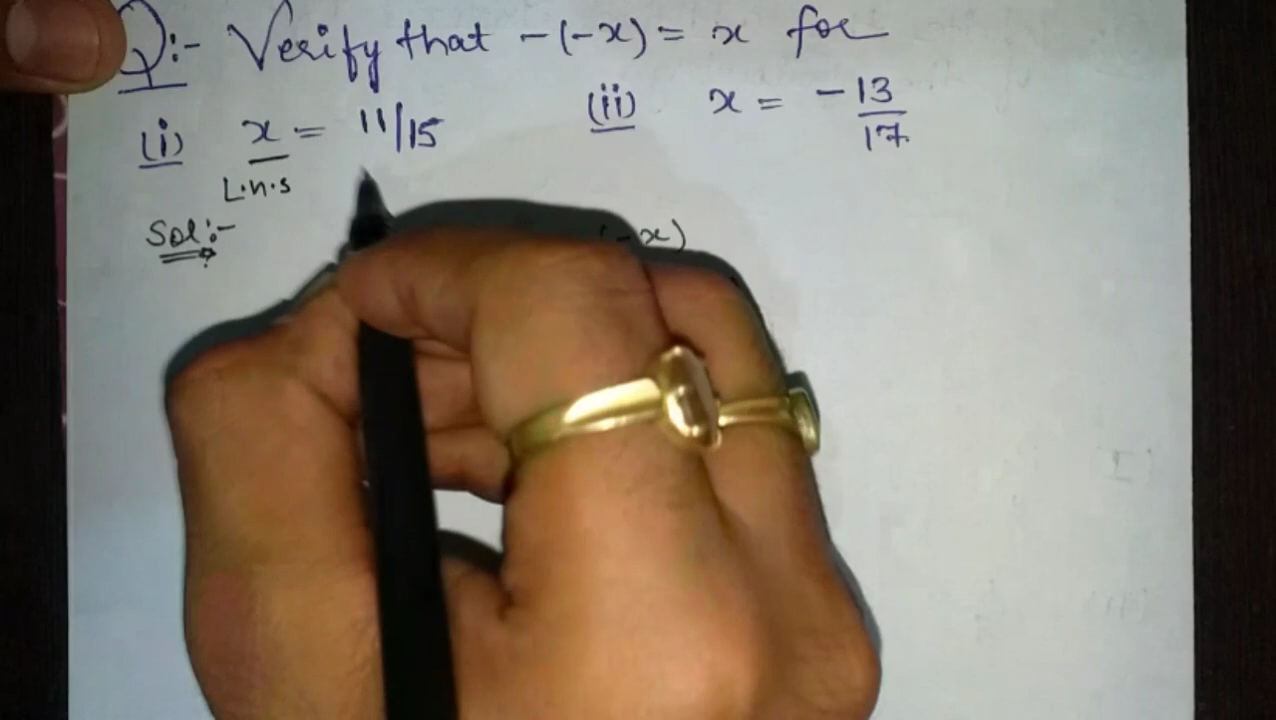 Q:- Verify that -(-x) = x for
(i) x = 11/15 (ii) x = -13/17
L.H.S
Sol:- (-x)